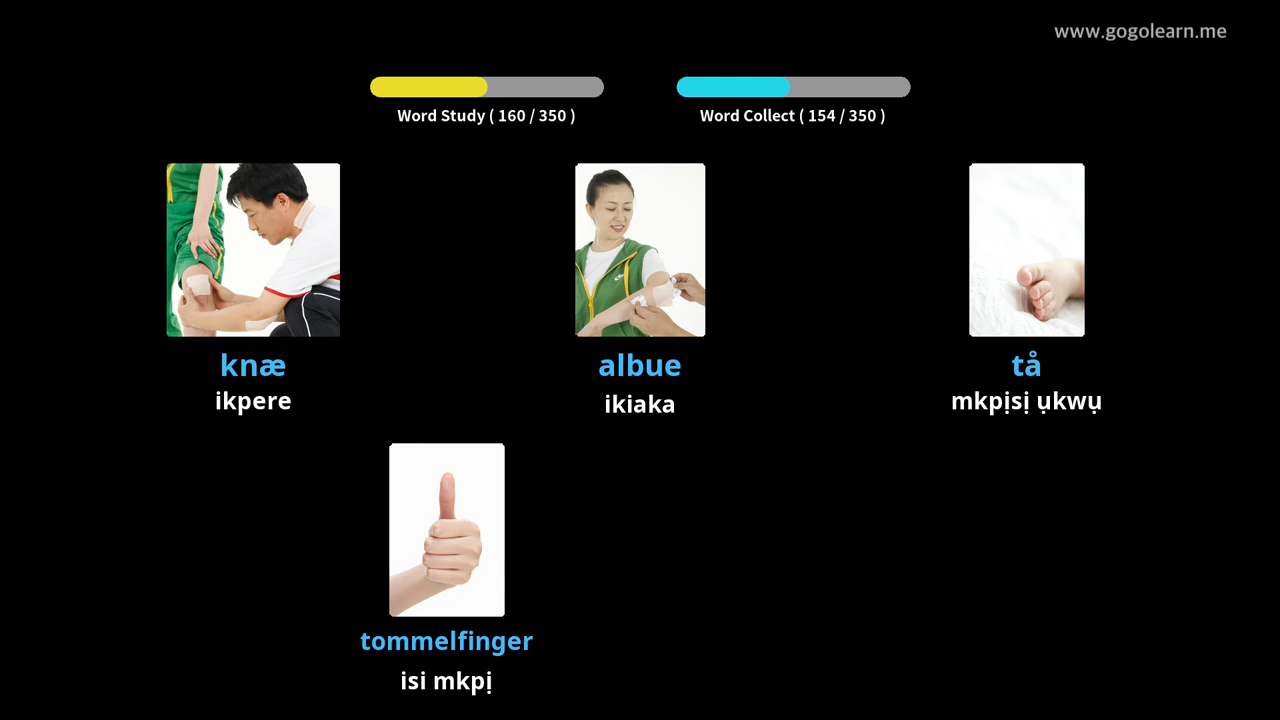 www.gogolearn.me
Word Study ( 160 / 350 )
Word Collect ( 154 / 350 )
knæ
ikpere
albue
ikiaka
tå
mkpịsị ụkwụ
tommelfinger
isi mkpị